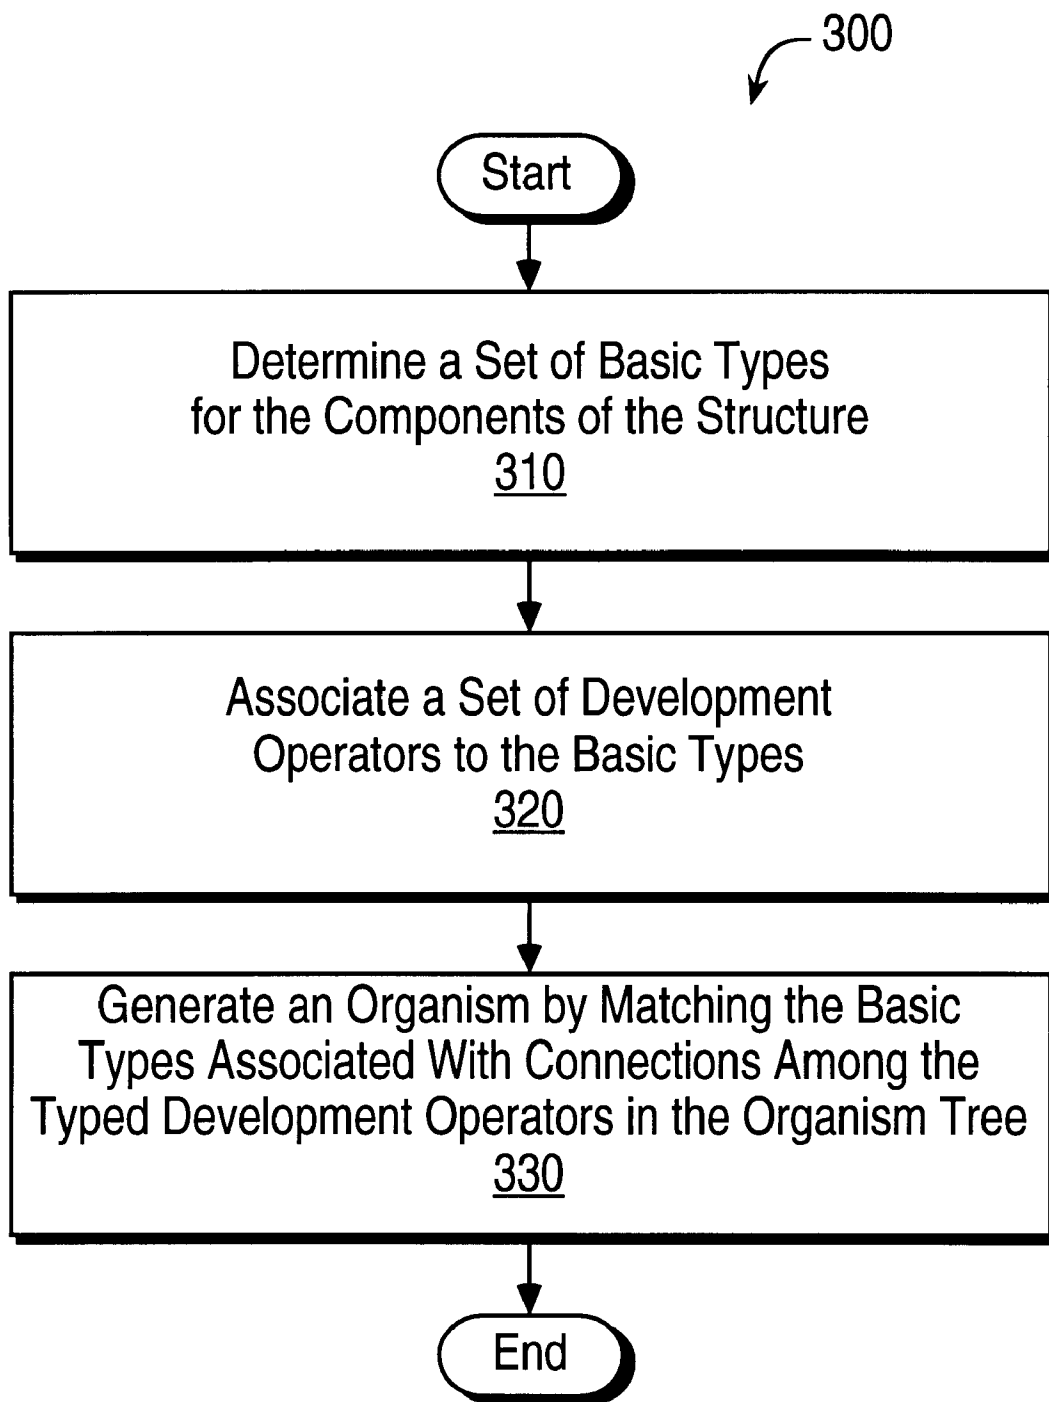 300
Start
Determine a Set of Basic Types
for the Components of the Structure
310
Associate a Set of Development
Operators to the Basic Types
320
Generate an Organism by Matching the Basic
Types Associated With Connections Among the
Typed Development Operators in the Organism Tree
330
End